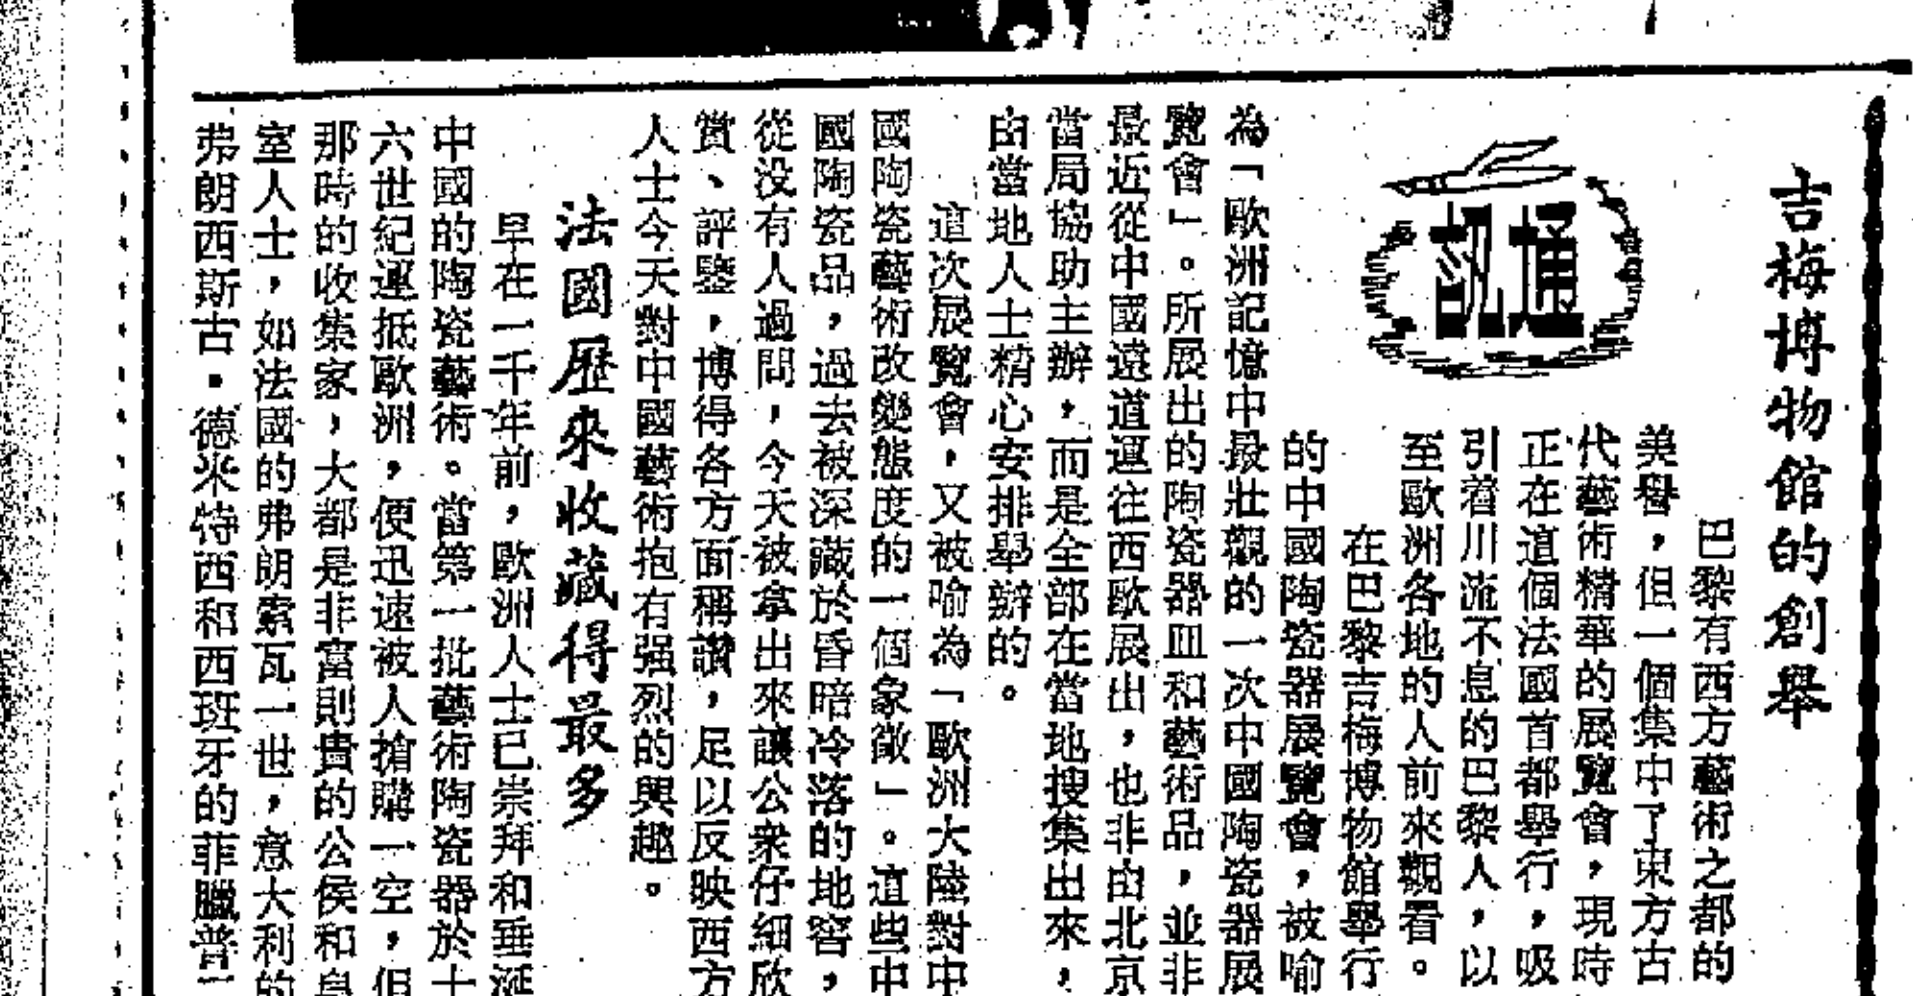 吉梅博物館的創舉
通訊
巴黎有西方藝術之都的
美譽，但一個集中了東方古
代藝術精華的展覽會，現時
正在這個法國首都舉行，吸
引着川流不息的巴黎人，以
至歐洲各地的人前來觀看。
在巴黎吉梅博物館舉行
的中國陶瓷器展覽會，被喻
為「歐洲記憶中最壯觀的一次中國陶瓷器展
覽會」。所展出的陶瓷器皿和藝術品，並非
最近從中國遠道運往西歐展出，也非由北京
當局協助主辦，而是全部在當地搜集出來，
由當地人士精心安排舉辦的。
這次展覽會，又被喻為「歐洲大陸對中
國陶瓷藝術改變態度的一個象徵」。這些中
國陶瓷品，過去被深藏於昏暗冷落的地窖，
從没有人過問，今天被拿出來讓公衆仔細欣
賞、評鑒，博得各方面稱讚，足以反映西方
人士今天對中國藝術抱有强烈的興趣。
法國歷來收藏得最多
早在一千年前，歐洲人士已崇拜和垂涎
中國的陶瓷藝術。當第一批藝術陶瓷器於十
六世紀運抵歐洲，便迅速被人搶購一空，但
那時的收集家，大都是非富則貴的公侯和皇
室人士，如法國的弗朗索瓦一世，意大利的
弗朗西斯古·德米特西和西班牙的菲臘普二